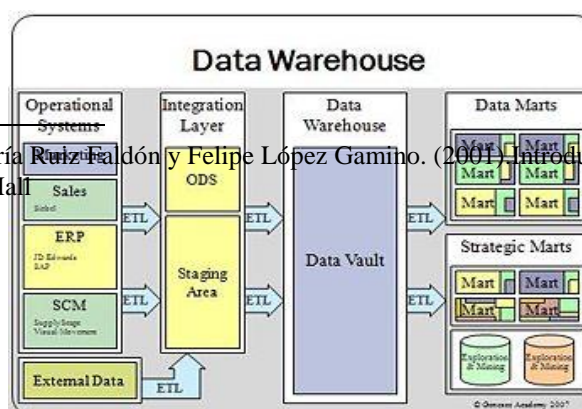 Data Warehouse
Operational
Systems
Integration
Layer
Data
Warehouse
Data Marts
ría Ruiz Faldón y Felipe López Gamino. (2001) Introdu
Hall
Marketing
Sales
Siebel
ERP
JD Edwards
SAP
SCM
External Data
ETL
ETL
ETL
ODS
Staging
Area
ETL
ETL
Data Vault
ETL
ETL
Mart
Mart
Mart
Mart
Mart
Mart
Strategic Marts
Mart
Mart
Mart
Mart
Exploration
& Mining
Exploration
& Mining
© Genesee Academy 2007